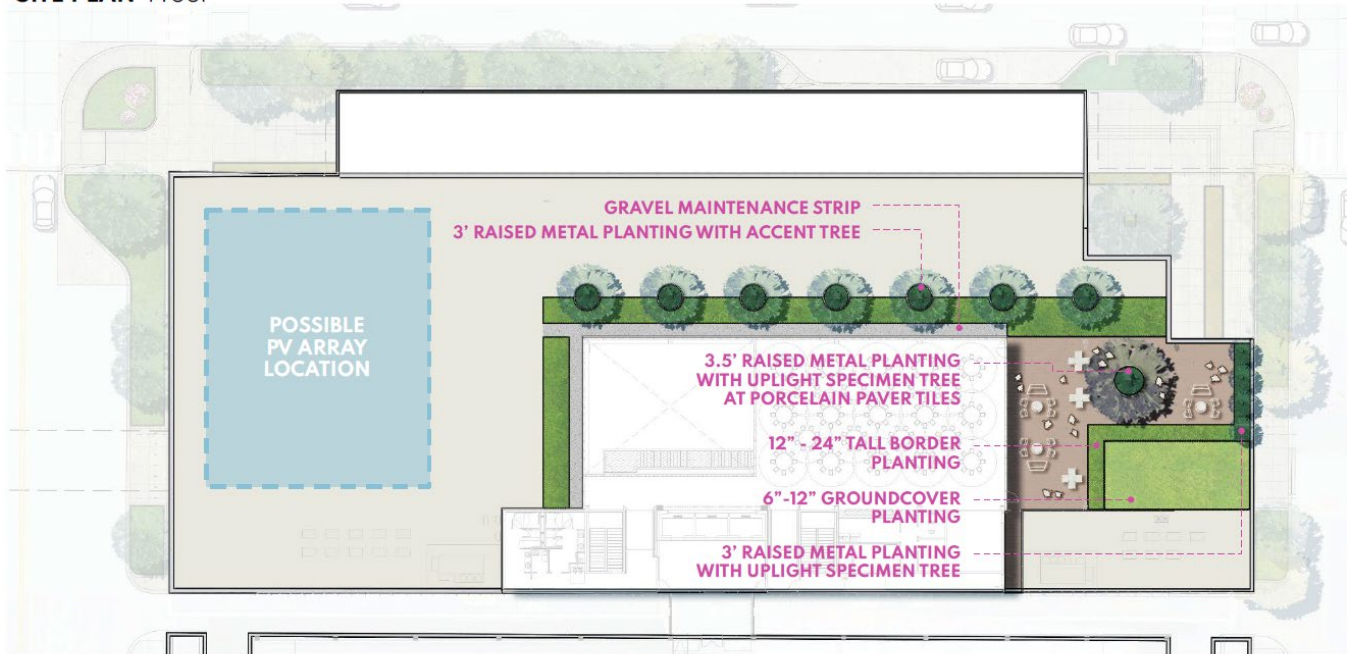 SITE PLAN
GRAVEL MAINTENANCE STRIP
3' RAISED METAL PLANTING WITH ACCENT TREE
POSSIBLE
PV ARRAY
LOCATION
3.5' RAISED METAL PLANTING
WITH UPLIGHT SPECIMEN TREE
AT PORCELAIN PAVER TILES
12" - 24" TALL BORDER
PLANTING
6"-12" GROUNDCOVER
PLANTING
3' RAISED METAL PLANTING
WITH UPLIGHT SPECIMEN TREE